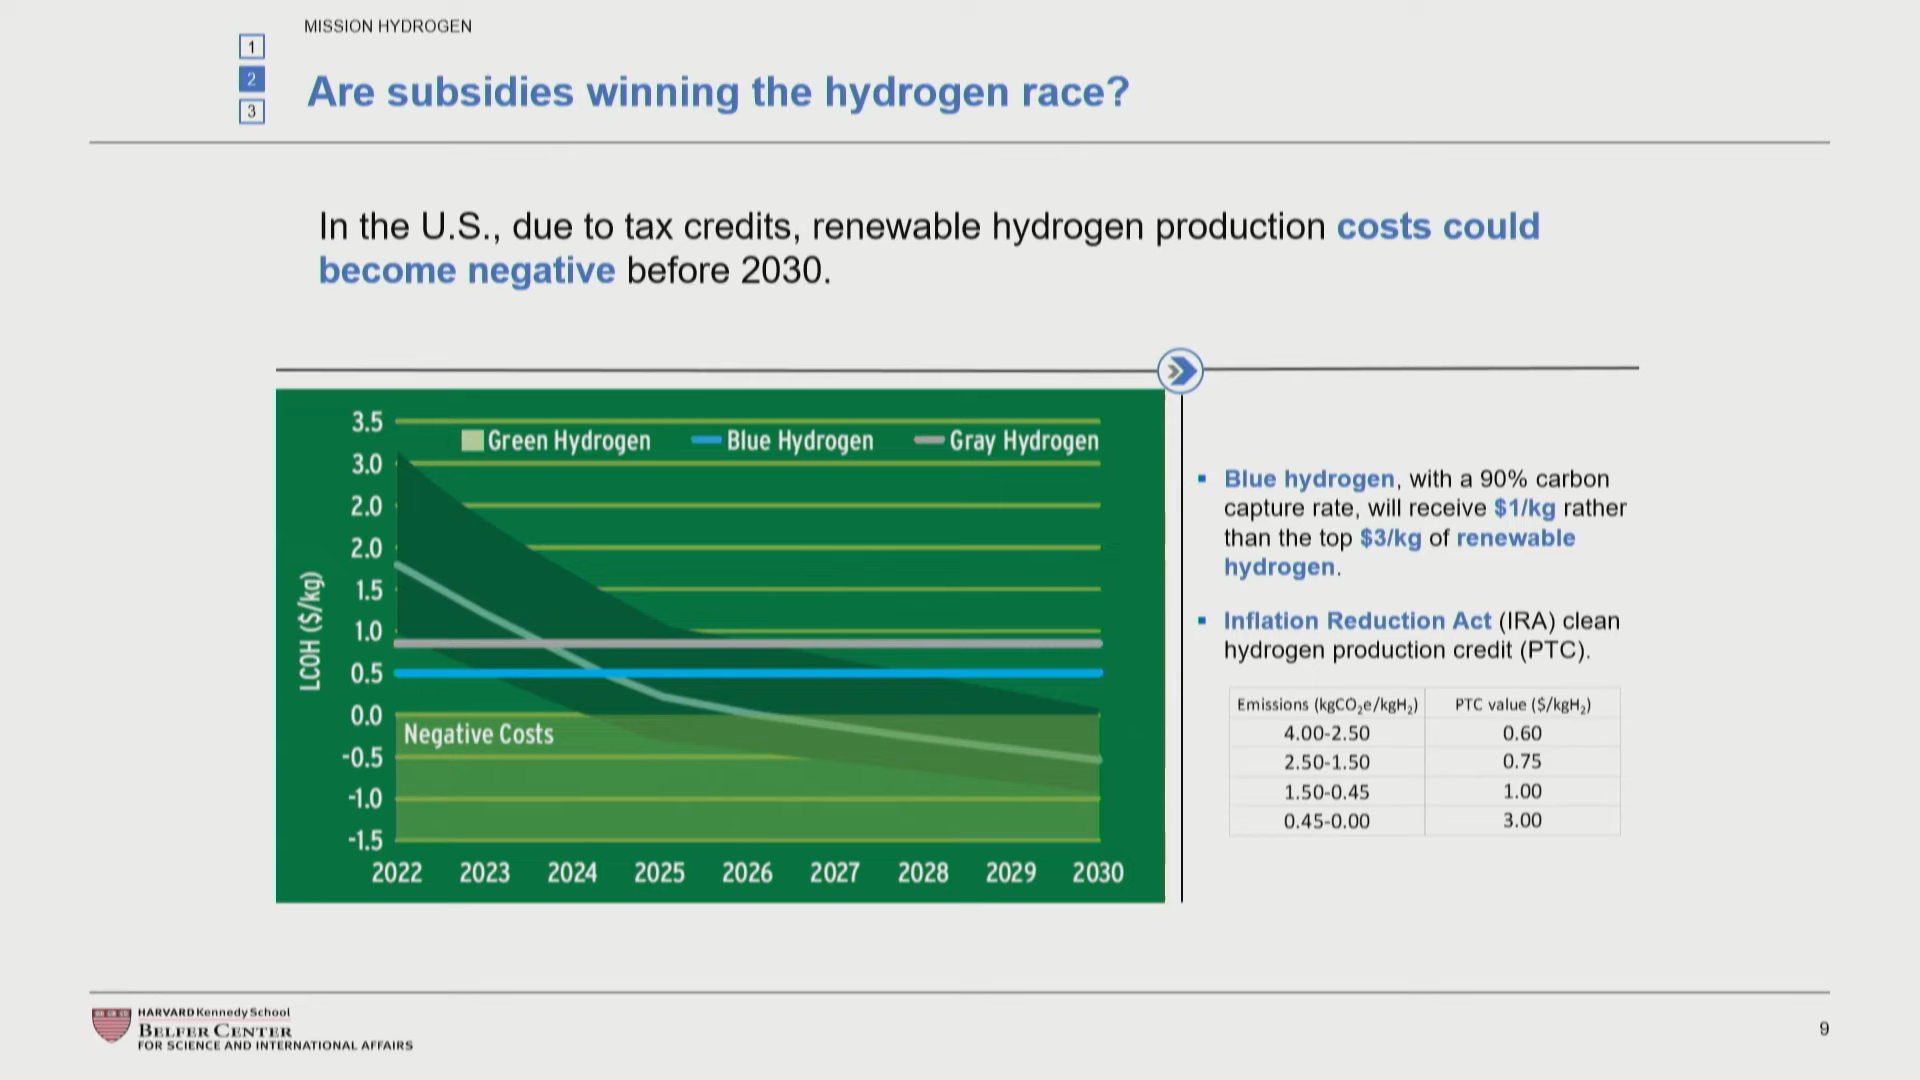 MISSION HYDROGEN
1
2
3
Are subsidies winning the hydrogen race?
In the U.S., due to tax credits, renewable hydrogen production costs could
become negative before 2030.
3.5
3.0
2.0
2.0
1.5
1.0
0.5
0.0
-0.5
-1.0
-1.5
LCOH ($/kg)
Green Hydrogen Blue Hydrogen Gray Hydrogen
Negative Costs
2022 2023 2024 2025 2026 2027 2028 2029 2030
▪ Blue hydrogen, with a 90% carbon
capture rate, will receive $1/kg rather
than the top $3/kg of renewable
hydrogen.
▪ Inflation Reduction Act (IRA) clean
hydrogen production credit (PTC).
Emissions (kgCO₂e/kgH₂) PTC value ($/kgH₂)
4.00-2.50 0.60
2.50-1.50 0.75
1.50-0.45 1.00
0.45-0.00 3.00
HARVARD Kennedy School
BELFER CENTER
FOR SCIENCE AND INTERNATIONAL AFFAIRS
9